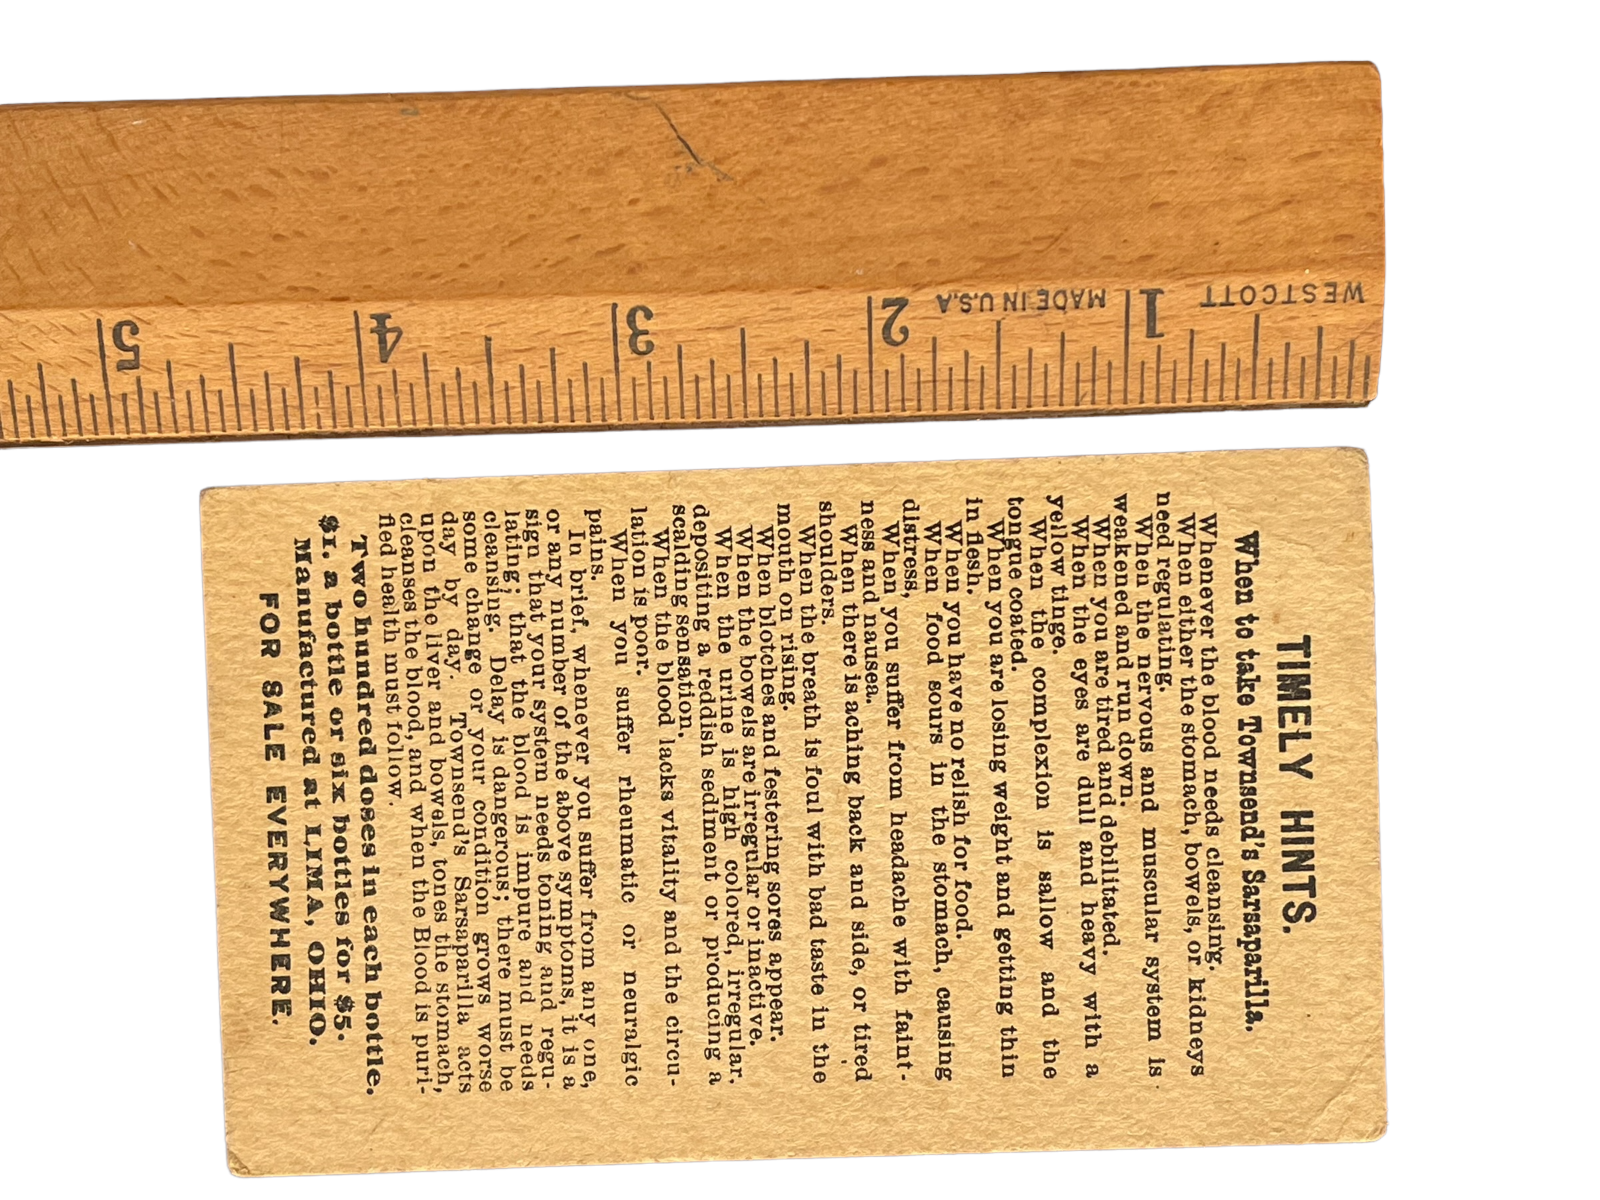 WESTCOTT
MADE IN U.S.A
1
2
3
4
5
TIMELY HINTS.
When to take Townsend's Sarsaparilla.
Whenever the blood needs cleansing.
When either the stomach, bowels, or kidneys
need regulating.
When the nervous and muscular system is
weakened and run down.
When you are tired and debilitated.
When the eyes are dull and heavy with a
yellow tinge.
When the complexion is sallow and the
tongue coated.
When you are losing weight and getting thin
in flesh.
When you have no relish for food.
When food sours in the stomach, causing
distress,
When you suffer from headache with faint-
ness and nausea.
When there is aching back and side, or tired
shoulders.
When the breath is foul with bad taste in the
mouth on rising.
When blotches and festering sores appear.
When the bowels are irregular or inactive.
When the urine is high colored, irregular,
depositing a reddish sediment or producing a
scalding sensation.
When the blood lacks vitality and the circu-
lation is poor.
When you suffer rheumatic or neuralgic
pains.
In brief, whenever you suffer from any one,
or any number of the above symptoms, it is a
sign that your system needs toning and regu-
lating; that the blood is impure and needs
cleansing. Delay is dangerous; there must be
some change or your condition grows worse
day by day. Townsend's Sarsaparilla acts
upon the liver and bowels, tones the stomach,
cleanses the blood, and when the Blood is puri-
fied health must follow.
Two hundred doses in each bottle.
$1. a bottle or six bottles for $5.
Manufactured at LIMA, OHIO.
FOR SALE EVERYWHERE.